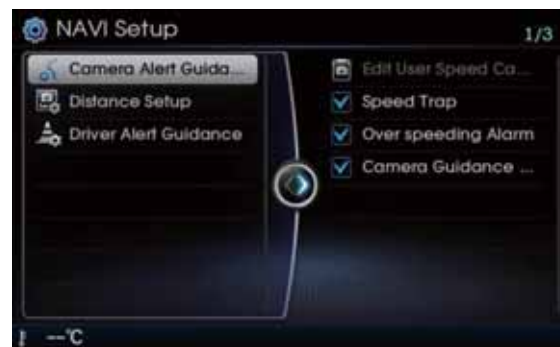 NAVI Setup
1/3
Camera Alert Guida...
Distance Setup
Driver Alert Guidance
Edit User Speed Ca...
Speed Trap
Over speeding Alarm
Camera Guidance ...
--°C